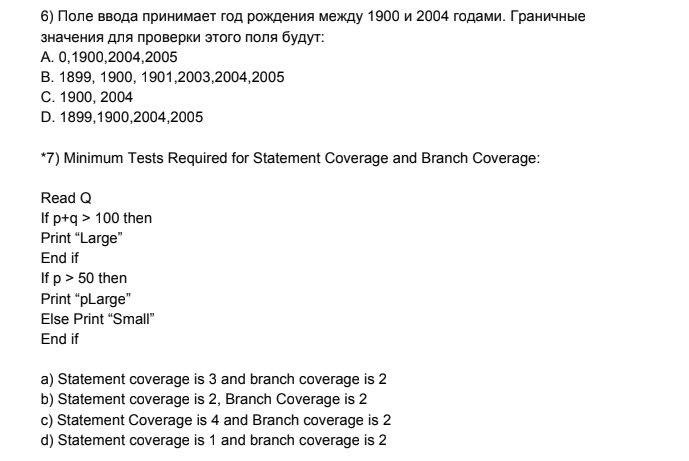 6) Поле ввода принимает год рождения между 1900 и 2004 годами. Граничные
значения для проверки этого поля будут:
A. 0,1900,2004,2005
B. 1899, 1900, 1901,2003,2004,2005
C. 1900, 2004
D. 1899,1900,2004,2005
*7) Minimum Tests Required for Statement Coverage and Branch Coverage:
Read Q
If p+q > 100 then
Print “Large”
End if
If p > 50 then
Print “pLarge”
Else Print “Small”
End if
a) Statement coverage is 3 and branch coverage is 2
b) Statement coverage is 2, Branch Coverage is 2
c) Statement Coverage is 4 and Branch coverage is 2
d) Statement coverage is 1 and branch coverage is 2